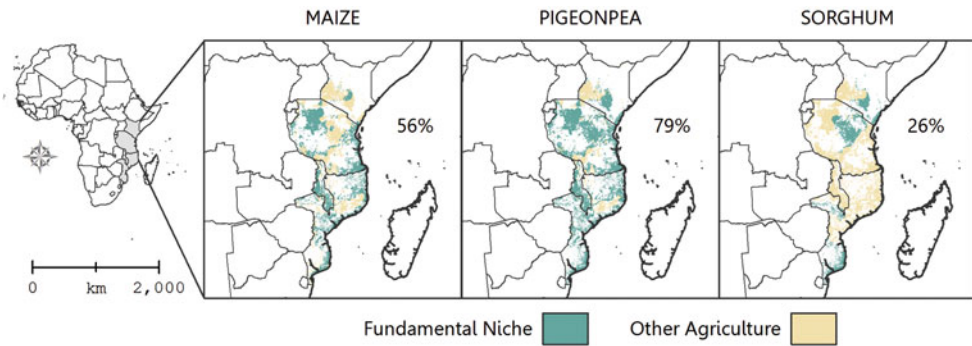 MAIZE
PIGEONPEA
SORGHUM
56%
79%
26%
0 km 2,000
Fundamental Niche
Other Agriculture